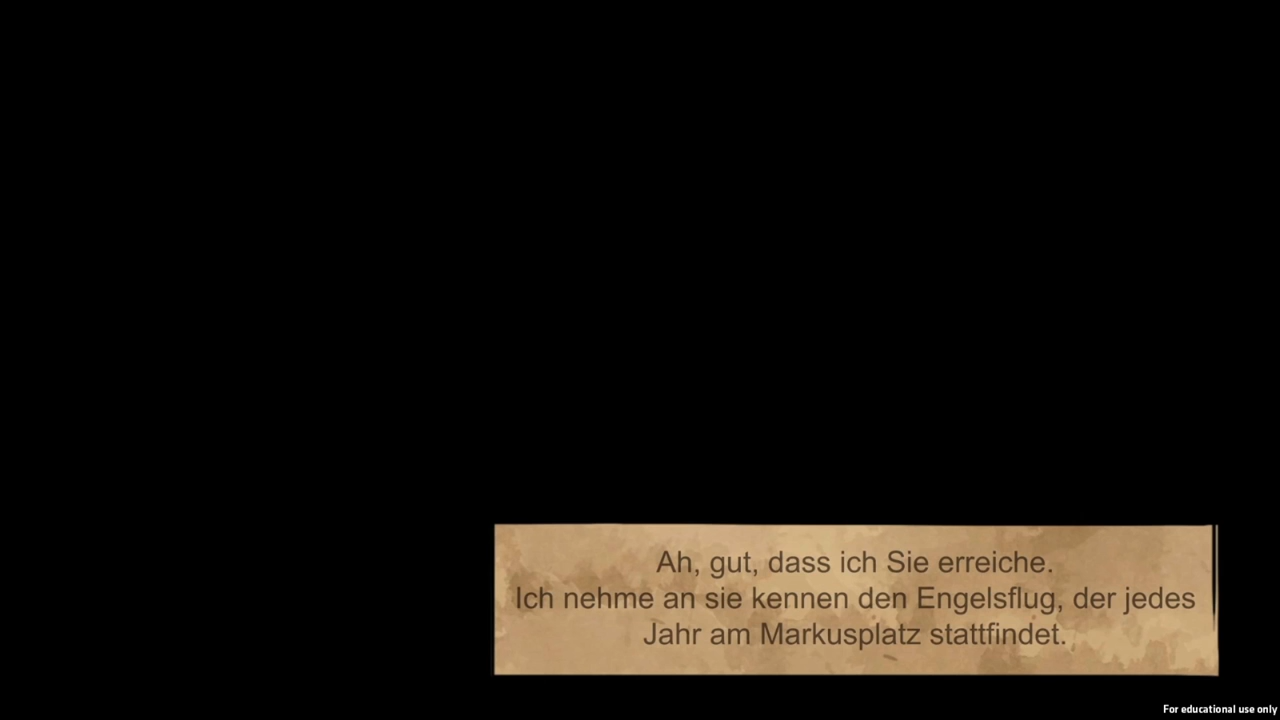 Ah, gut, dass ich Sie erreiche.
Ich nehme an sie kennen den Engelsflug, der jedes
Jahr am Markusplatz stattfindet.
For educational use only